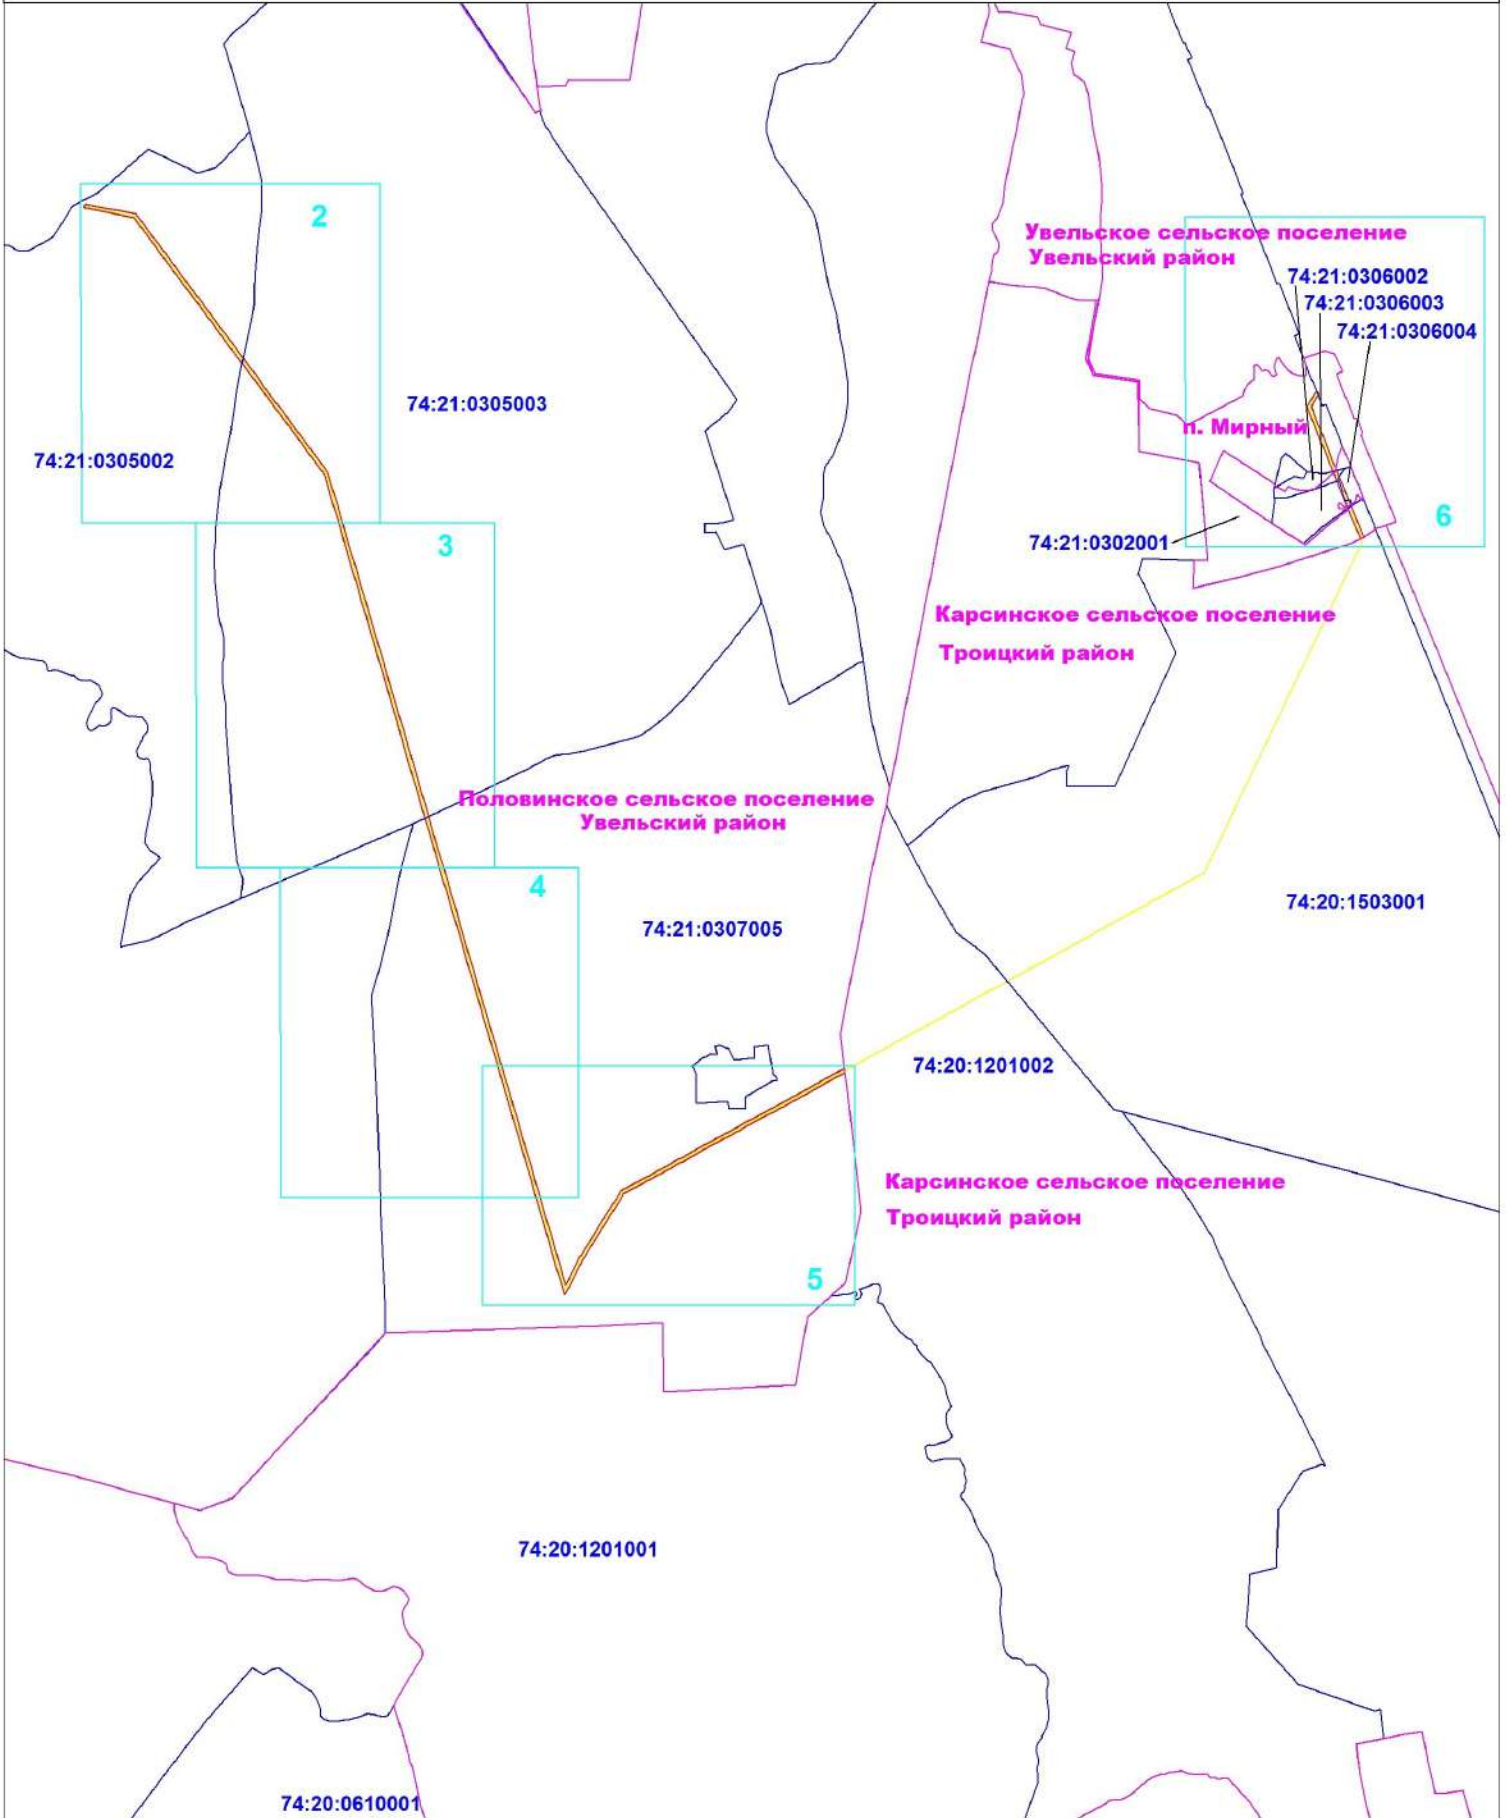 2
Увельское сельское поселение
Увельский район
74:21:0306002
74:21:0306003
74:21:0306004
74:21:0305003
п. Мирный
74:21:0305002
6
3
74:21:0302001
Карсинское сельское поселение
Троицкий район
Половинское сельское поселение
Увельский район
4
74:20:1503001
74:21:0307005
74:20:1201002
Карсинское сельское поселение
Троицкий район
5
74:20:1201001
74:20:0610001